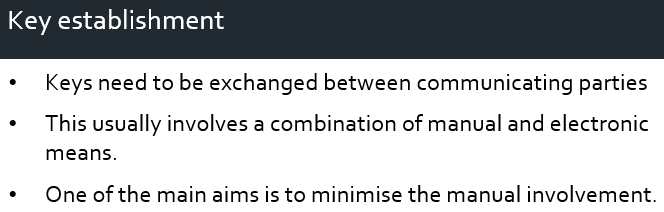 Key establishment
• Keys need to be exchanged between communicating parties
• This usually involves a combination of manual and electronic
means.
• One of the main aims is to minimise the manual involvement.